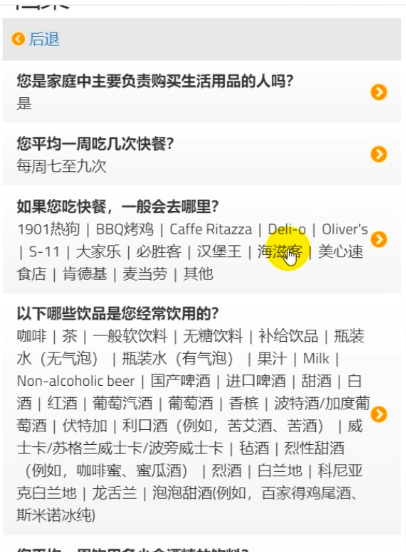 后退
您是家庭中主要负责购买生活用品的人吗?
是
您平均一周吃几次快餐?
每周七至九次
如果您吃快餐，一般会去哪里?
1901热狗 | BBQ烤鸡 | Caffe Ritazza | Deli-o | Oliver's
| S-11 | 大家乐 | 必胜客 | 汉堡王 | 海滋客 | 美心速
食店 | 肯德基 | 麦当劳 | 其他
以下哪些饮品是您经常饮用的?
咖啡 | 茶 | 一般软饮料 | 无糖饮料 | 补给饮品 | 瓶装
水（无气泡） | 瓶装水（有气泡） | 果汁 | Milk |
Non-alcoholic beer | 国产啤酒 | 进口啤酒 | 甜酒 | 白
酒 | 红酒 | 葡萄汽酒 | 葡萄酒 | 香槟 | 波特酒/加度葡
萄酒 | 伏特加 | 利口酒（例如，苦艾酒、苦酒） | 威
士卡/苏格兰威士卡/波旁威士卡 | 毡酒 | 烈性甜酒
（例如，咖啡蜜、蜜瓜酒） | 烈酒 | 白兰地 | 科尼亚
克白兰地 | 龙舌兰 | 泡泡甜酒(例如，百家得鸡尾酒、
斯米诺冰纯)